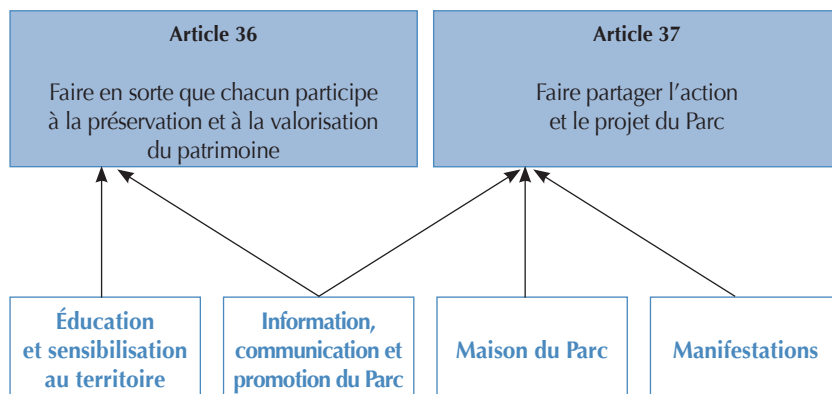 Article 36
Faire en sorte que chacun participe
à la préservation et à la valorisation
du patrimoine
Article 37
Faire partager l’action
et le projet du Parc
Éducation
et sensibilisation
au territoire
Information,
communication et
promotion du Parc
Maison du Parc
Manifestations